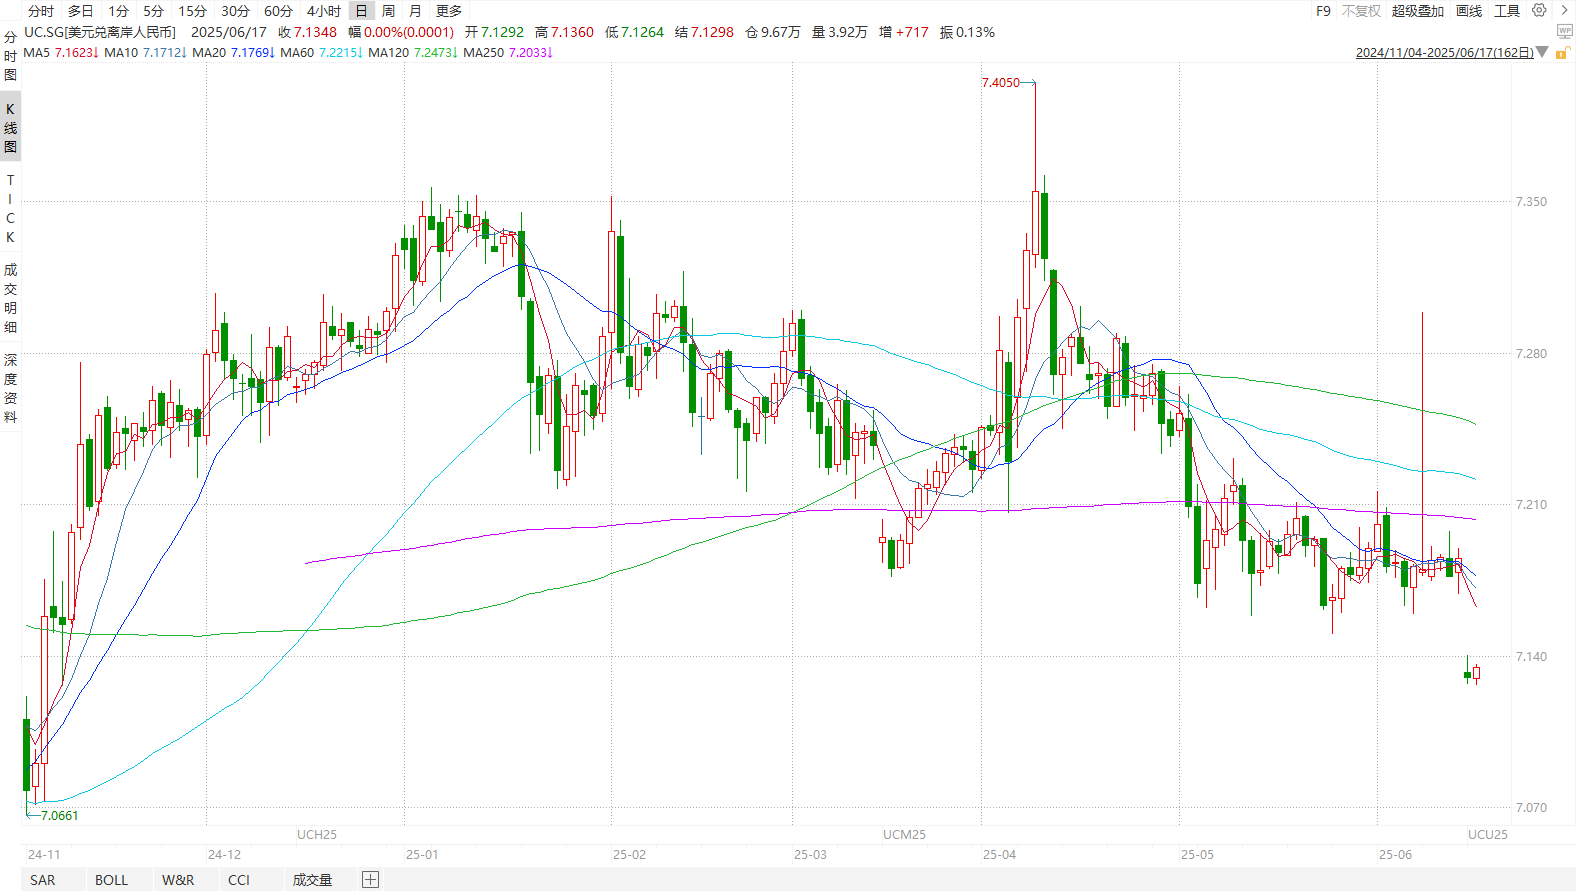 分时 多日 1分 5分 15分 30分 60分 4小时 日 周 月 更多 F9 不复权 超级叠加 画线 工具
UC.SG[美元兑离岸人民币] 2025/06/17 收 7.1348 幅 0.00%(0.0001) 开 7.1292 高 7.1360 低 7.1264 结 7.1298 仓 9.67万 量 3.92万 增 +717 振 0.13%
MA5 7.1623↓ MA10 7.1712↓ MA20 7.1769↓ MA60 7.2215↓ MA120 7.2473↓ MA250 7.2033↓
2024/11/04-2025/06/17(162日)
WP
分时图
K线图
TICK
成交明细
深度资料
7.4050
7.350
7.280
7.210
7.140
7.070
7.0661
UCH25 UCM25 UCU25
24-11 24-12 25-01 25-02 25-03 25-04 25-05 25-06
SAR BOLL W&R CCI 成交量